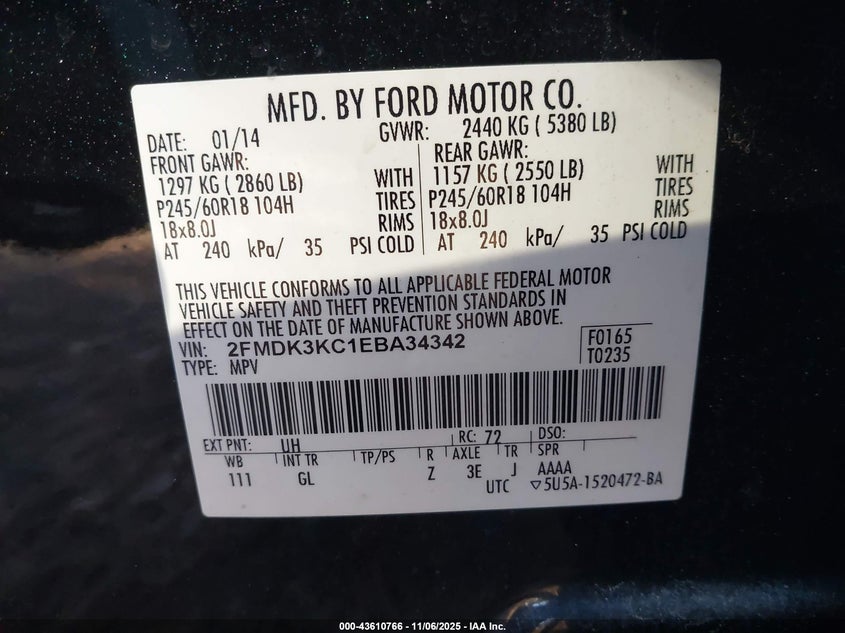 MFD. BY FORD MOTOR CO.
DATE: 01/14 GVWR: 2440 KG ( 5380 LB)
FRONT GAWR: REAR GAWR:
1297 KG ( 2860 LB) WITH 1157 KG ( 2550 LB) WITH
P245/60R18 104H TIRES P245/60R18 104H TIRES
18x8.0J RIMS 18x8.0J RIMS
AT 240 kPa/ 35 PSI COLD AT 240 kPa/ 35 PSI COLD
THIS VEHICLE CONFORMS TO ALL APPLICABLE FEDERAL MOTOR
VEHICLE SAFETY AND THEFT PREVENTION STANDARDS IN
EFFECT ON THE DATE OF MANUFACTURE SHOWN ABOVE.
VIN: 2FMDK3KC1EBA34342 F0165
TYPE: MPV T0235
EXT PNT: UH RC: 72 DSO:
WB INT TR TP/PS R AXLE TR SPR
111 GL Z 3E J AAAA
UTC ▽5U5A-1520472-BA
000-43610766 - 11/06/2025 - IAA Inc.